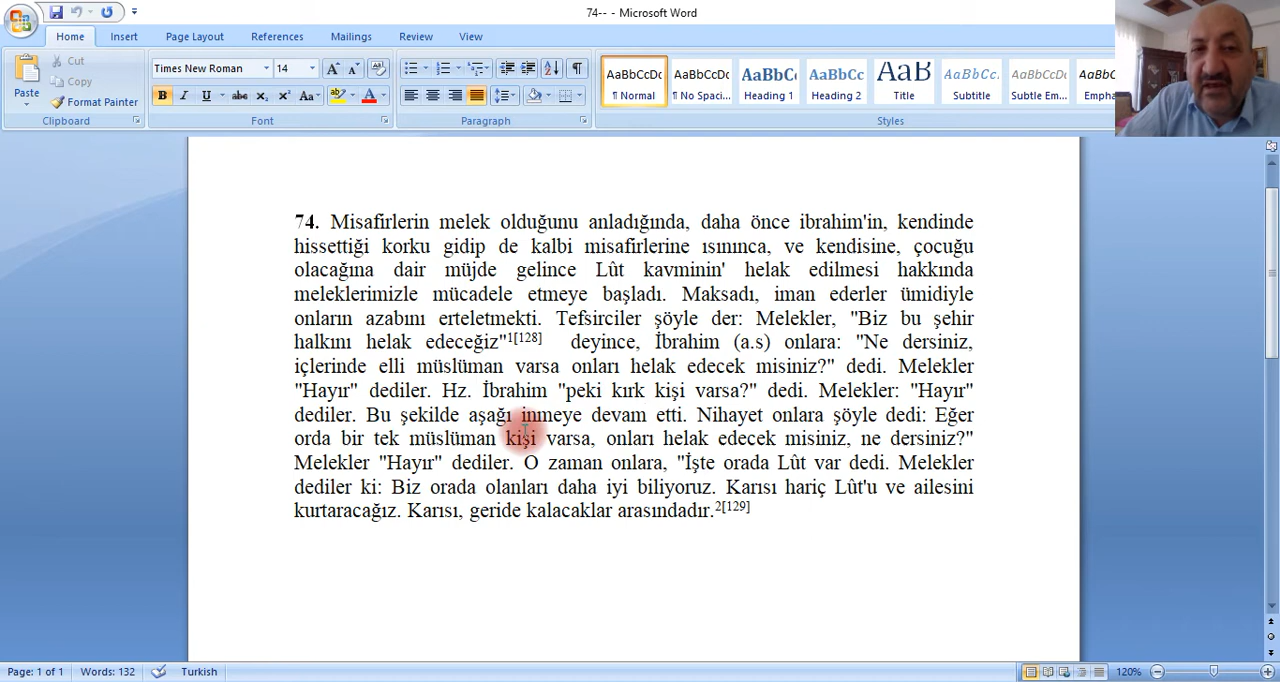 74-- - Microsoft Word
Home Insert Page Layout References Mailings Review View
Cut
Copy
Format Painter
Paste
Times New Roman 14
B I U abc x₂ x² Aa
AaBbCcDc AaBbCcDc AaBbC AaBbCc AaB AaBbCc. AaBbCcDc AaBbCc
¶ Normal ¶ No Spaci... Heading 1 Heading 2 Title Subtitle Subtle Em... Empha
Clipboard Font Paragraph Styles
74. Misafirlerin melek olduğunu anladığında, daha önce ibrahim'in, kendinde
hissettiği korku gidip de kalbi misafirlerine ısınınca, ve kendisine, çocuğu
olacağına dair müjde gelince Lût kavminin' helak edilmesi hakkında
meleklerimizle mücadele etmeye başladı. Maksadı, iman ederler ümidiyle
onların azabını erteletmekti. Tefsirciler şöyle der: Melekler, "Biz bu şehir
halkını helak edeceğiz"1[128] deyince, İbrahim (a.s) onlara: "Ne dersiniz,
içlerinde elli müslüman varsa onları helak edecek misiniz?" dedi. Melekler
"Hayır" dediler. Hz. İbrahim "peki kırk kişi varsa?" dedi. Melekler: "Hayır"
dediler. Bu şekilde aşağı inmeye devam etti. Nihayet onlara şöyle dedi: Eğer
orda bir tek müslüman kişi varsa, onları helak edecek misiniz, ne dersiniz?"
Melekler "Hayır" dediler. O zaman onlara, "İşte orada Lût var dedi. Melekler
dediler ki: Biz orada olanları daha iyi biliyoruz. Karısı hariç Lût'u ve ailesini
kurtaracağız. Karısı, geride kalacaklar arasındadır.2[129]
Page: 1 of 1 Words: 132 Turkish 120%